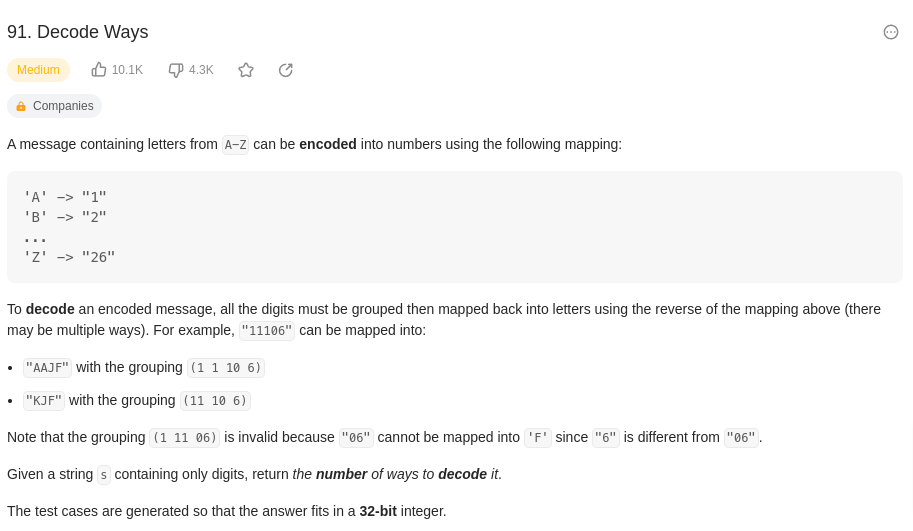 91. Decode Ways
Medium 10.1K 4.3K
Companies
A message containing letters from A-Z can be encoded into numbers using the following mapping:
'A' -> "1"
'B' -> "2"
...
'Z' -> "26"
To decode an encoded message, all the digits must be grouped then mapped back into letters using the reverse of the mapping above (there
may be multiple ways). For example, "11106" can be mapped into:
• "AAJF" with the grouping (1 1 10 6)
• "KJF" with the grouping (11 10 6)
Note that the grouping (1 11 06) is invalid because "06" cannot be mapped into 'F' since "6" is different from "06".
Given a string s containing only digits, return the number of ways to decode it.
The test cases are generated so that the answer fits in a 32-bit integer.